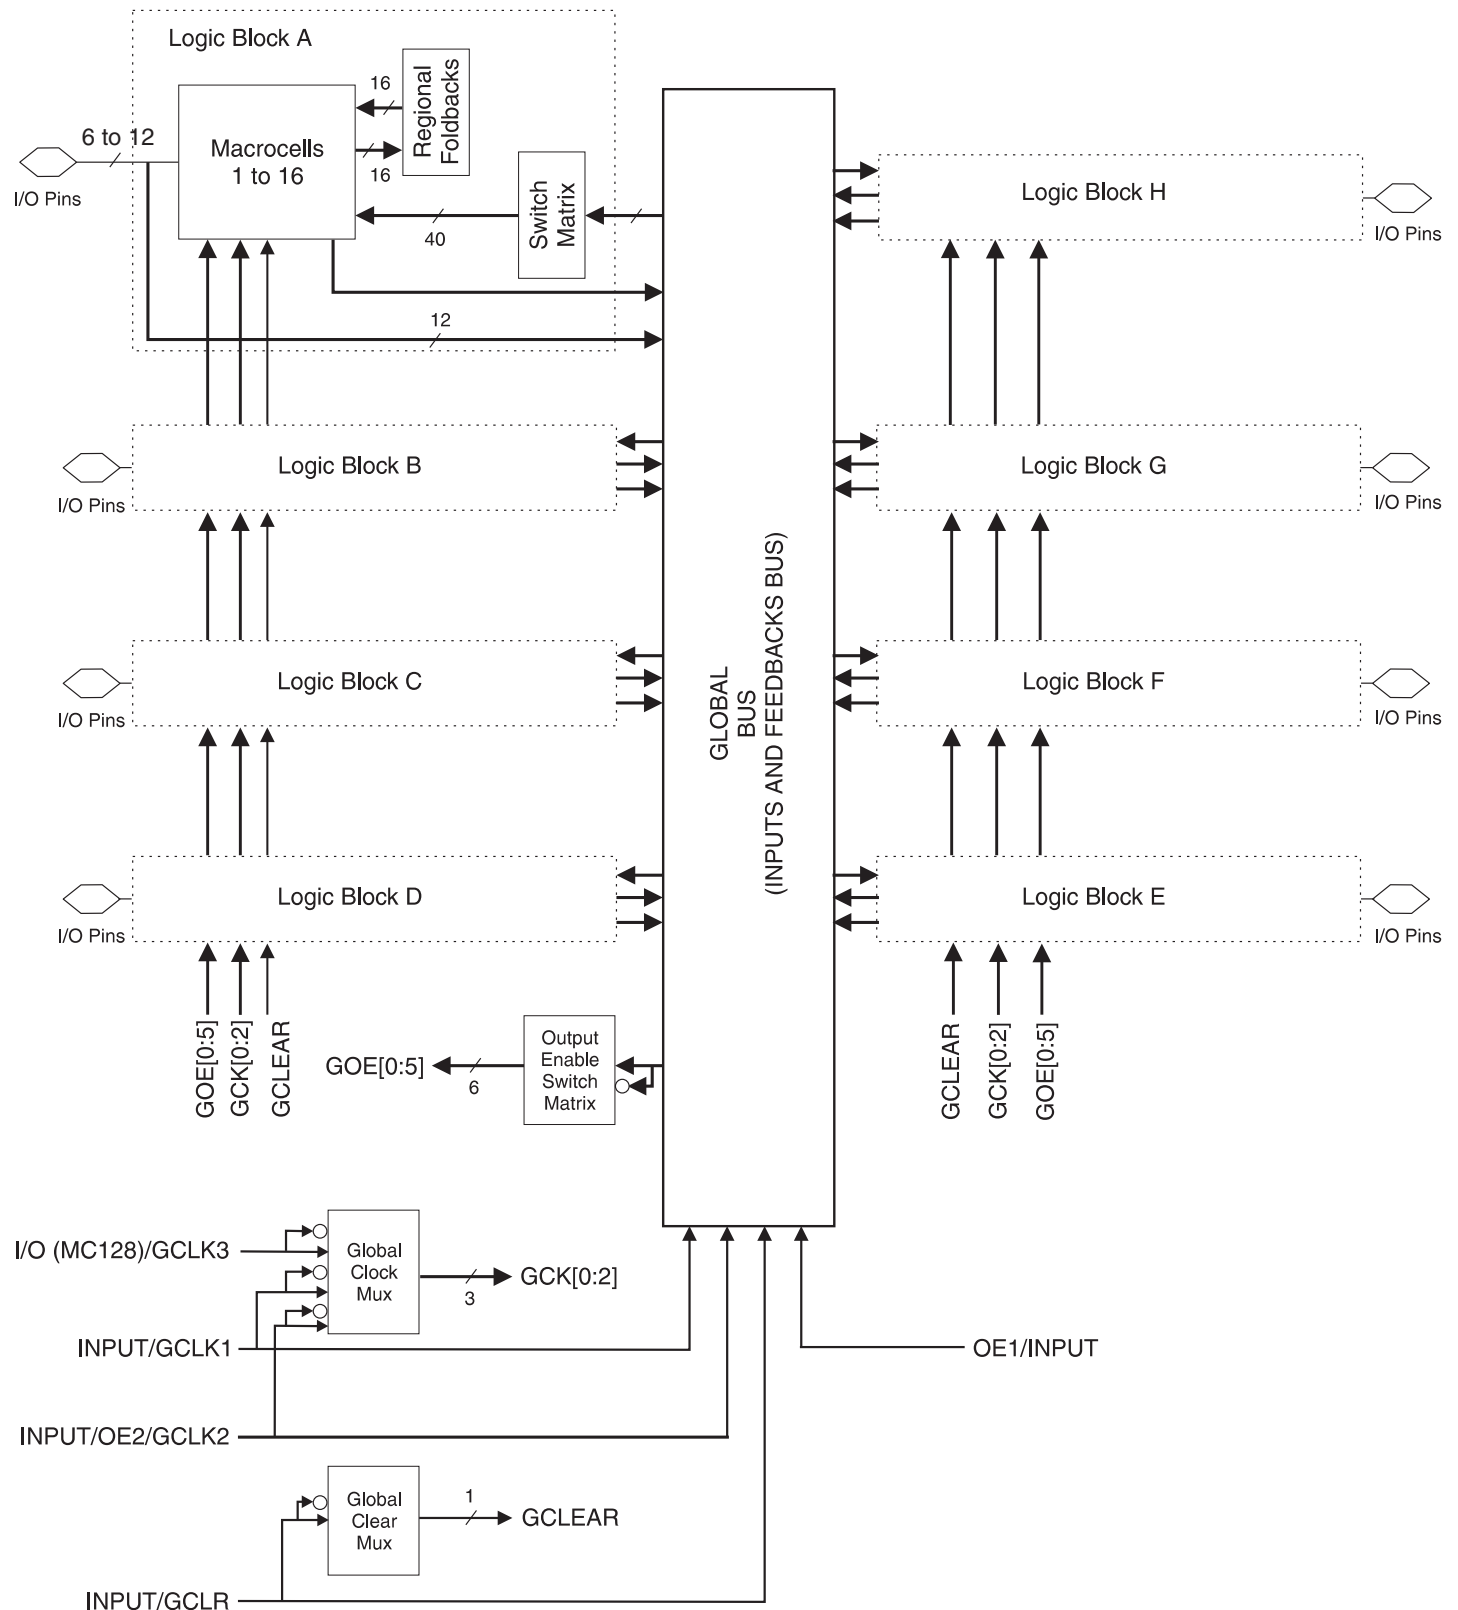 Logic Block A
Regional
Foldbacks
16
6 to 12
Macrocells
1 to 16
16
I/O Pins
Switch
Matrix
40
12
Logic Block H
I/O Pins
Logic Block B
I/O Pins
Logic Block G
I/O Pins
Logic Block C
I/O Pins
GLOBAL
BUS
(INPUTS AND FEEDBACKS BUS)
Logic Block F
I/O Pins
Logic Block D
I/O Pins
Logic Block E
I/O Pins
GOE[0:5]
GCK[0:2]
GCLEAR
GOE[0:5]
6
Output
Enable
Switch
Matrix
GCLEAR
GCK[0:2]
GOE[0:5]
I/O (MC128)/GCLK3
Global
Clock
Mux
3
GCK[0:2]
INPUT/GCLK1
OE1/INPUT
INPUT/OE2/GCLK2
Global
Clear
Mux
1
GCLEAR
INPUT/GCLR